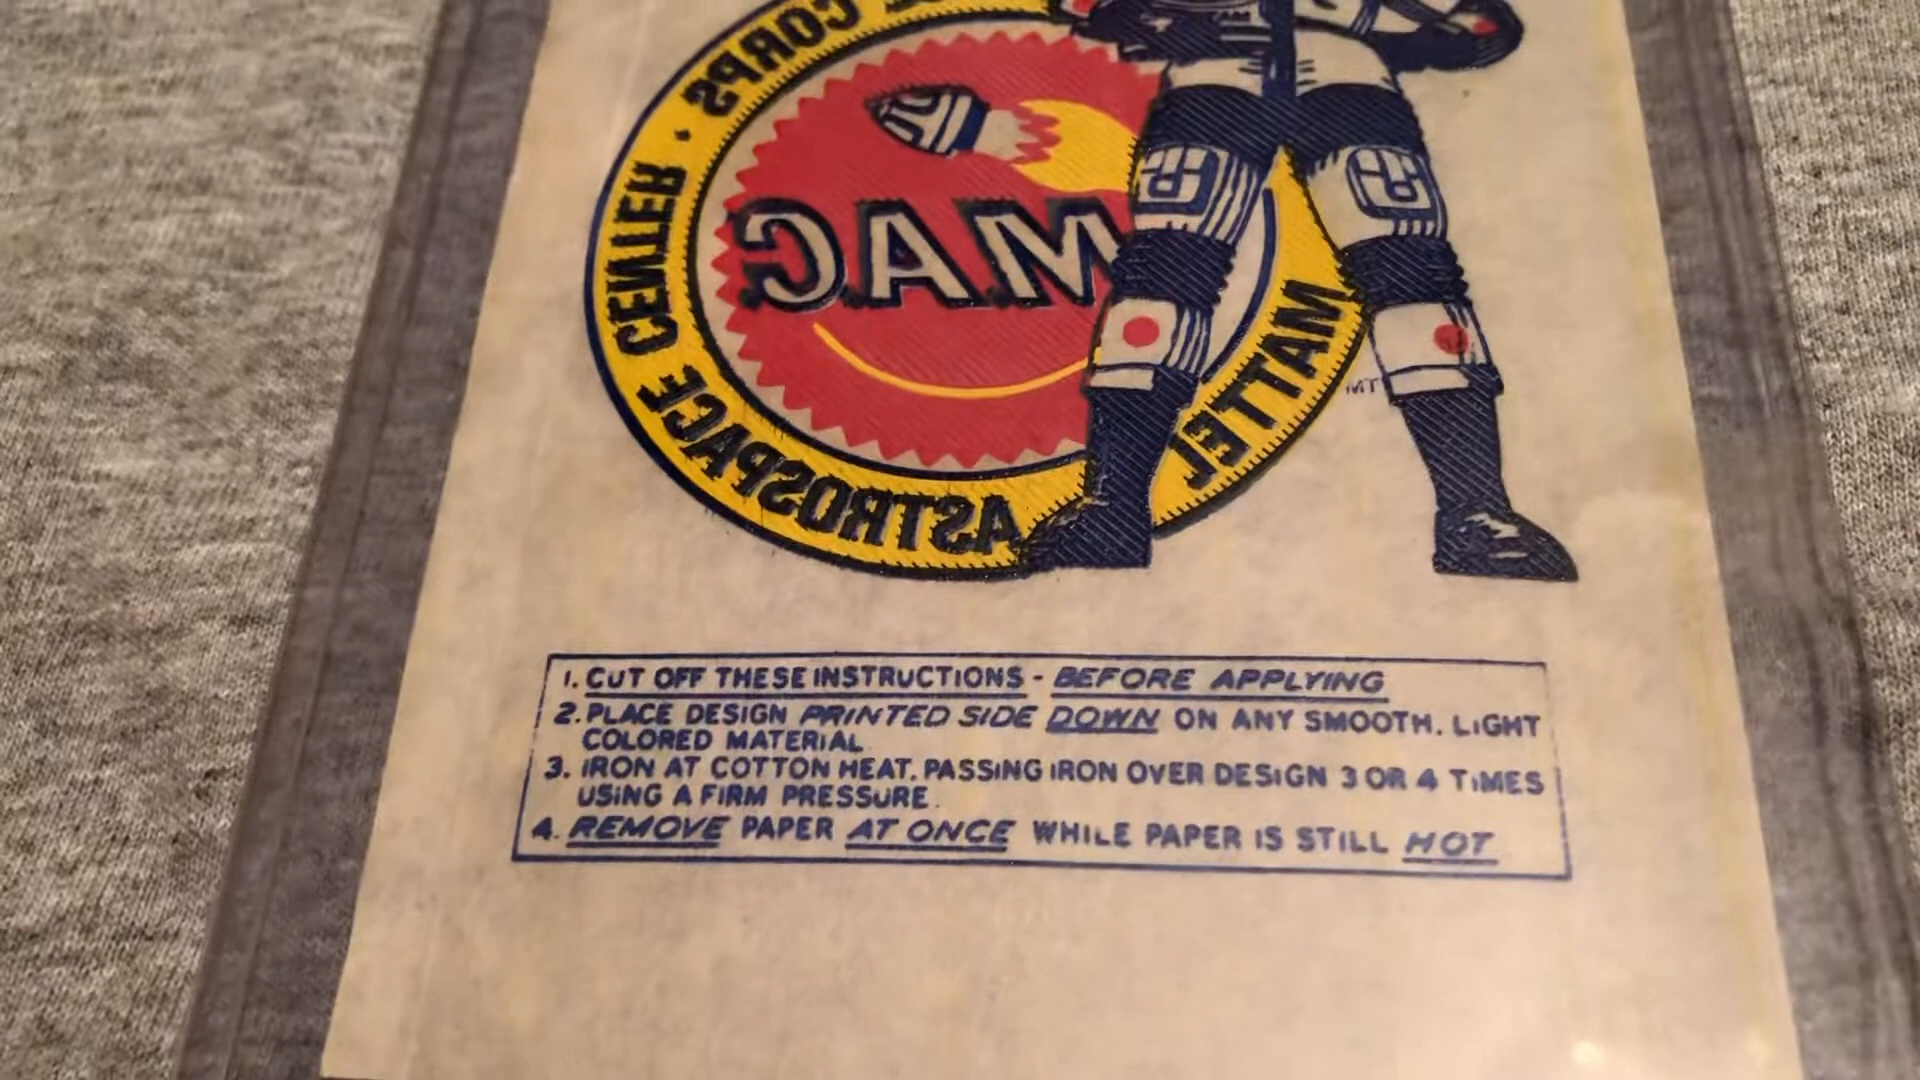 CORPS
MATTEL ASTROSPACE CENTER •
M.A.C.
TM
1. CUT OFF THESE INSTRUCTIONS - BEFORE APPLYING
2. PLACE DESIGN PRINTED SIDE DOWN ON ANY SMOOTH, LIGHT
COLORED MATERIAL
3. IRON AT COTTON HEAT, PASSING IRON OVER DESIGN 3 OR 4 TIMES
USING A FIRM PRESSURE.
4. REMOVE PAPER AT ONCE WHILE PAPER IS STILL HOT